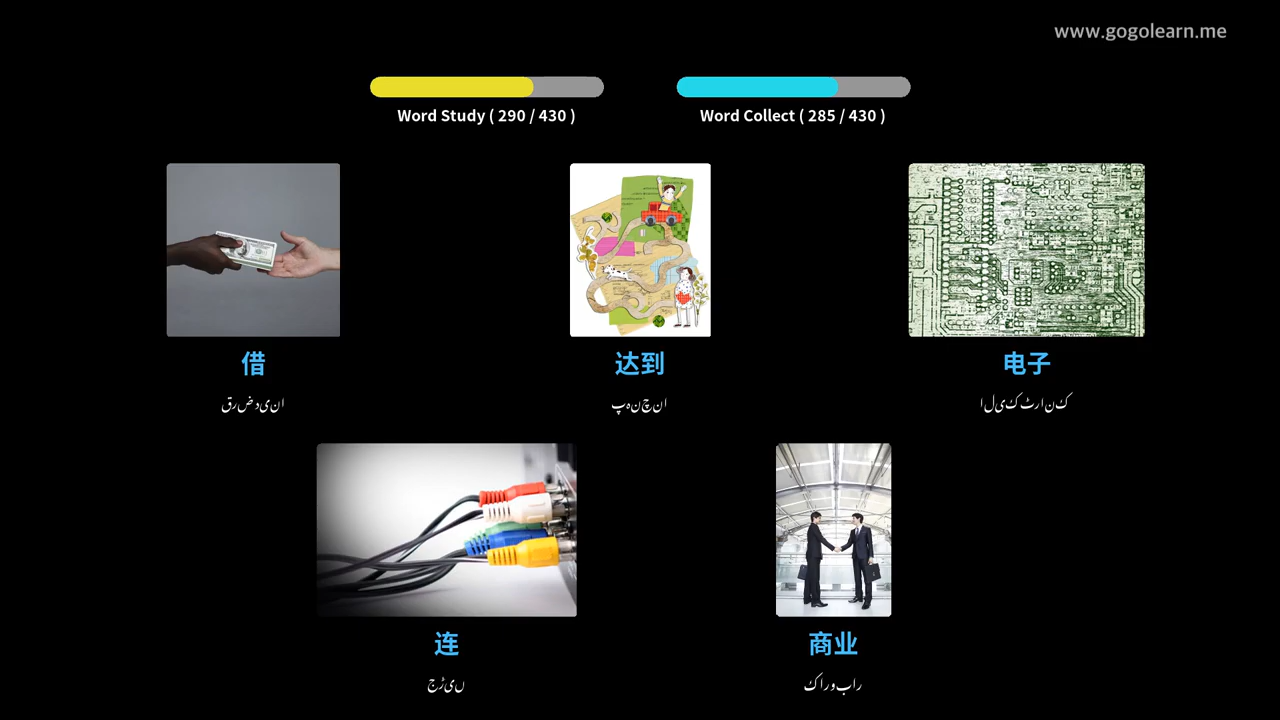 www.gogolearn.me
Word Study ( 290 / 430 )
Word Collect ( 285 / 430 )
借
达到
电子
قرض دینا
پہنچنا
الیکٹرانک
连
商业
جڑیں
کاروبار